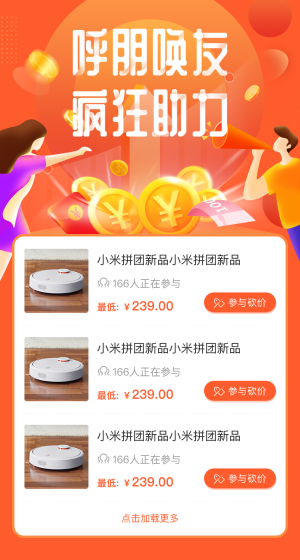 呼朋唤友
疯狂助力
小米拼团新品小米拼团新品
166人正在参与
最低: ￥239.00
参与砍价
小米拼团新品小米拼团新品
166人正在参与
最低: ￥239.00
参与砍价
小米拼团新品小米拼团新品
166人正在参与
最低: ￥239.00
参与砍价
点击加载更多